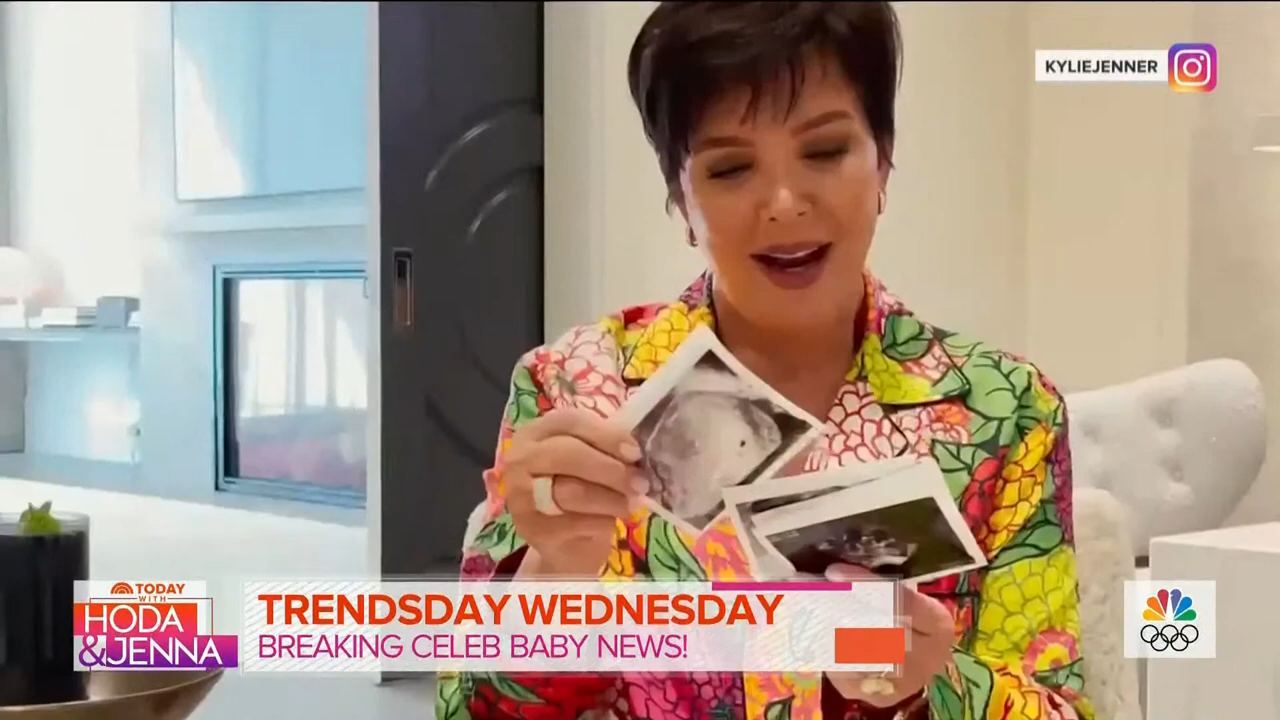 KYLIEJENNER
TODAY
WITH
HODA
&JENNA
TRENDSDAY WEDNESDAY
BREAKING CELEB BABY NEWS!